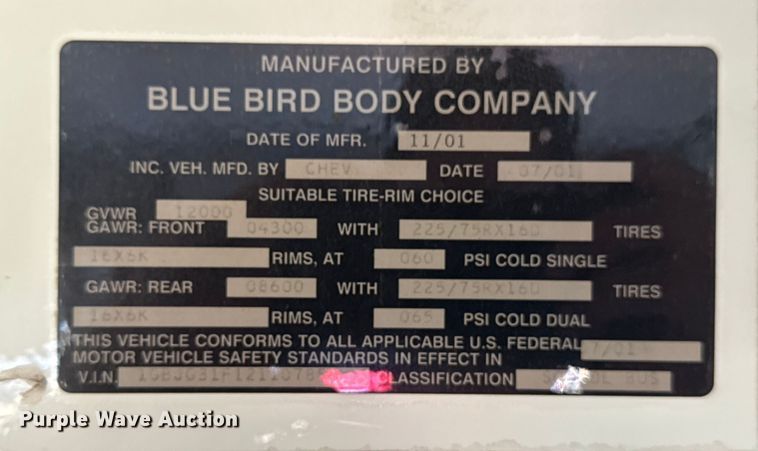 MANUFACTURED BY
BLUE BIRD BODY COMPANY
DATE OF MFR. 11/01
INC. VEH. MFD. BY CHEV DATE 07/01
SUITABLE TIRE-RIM CHOICE
GVWR 12000
GAWR: FRONT 04300 WITH 225/75RX16D TIRES
16X6K RIMS, AT 060 PSI COLD SINGLE
GAWR: REAR 08600 WITH 225/75RX16D TIRES
16X6K RIMS, AT 065 PSI COLD DUAL
THIS VEHICLE CONFORMS TO ALL APPLICABLE U.S. FEDERAL 7/01
MOTOR VEHICLE SAFETY STANDARDS IN EFFECT IN
V.I.N. CLASSIFICATION BUS
Purple Wave Auction